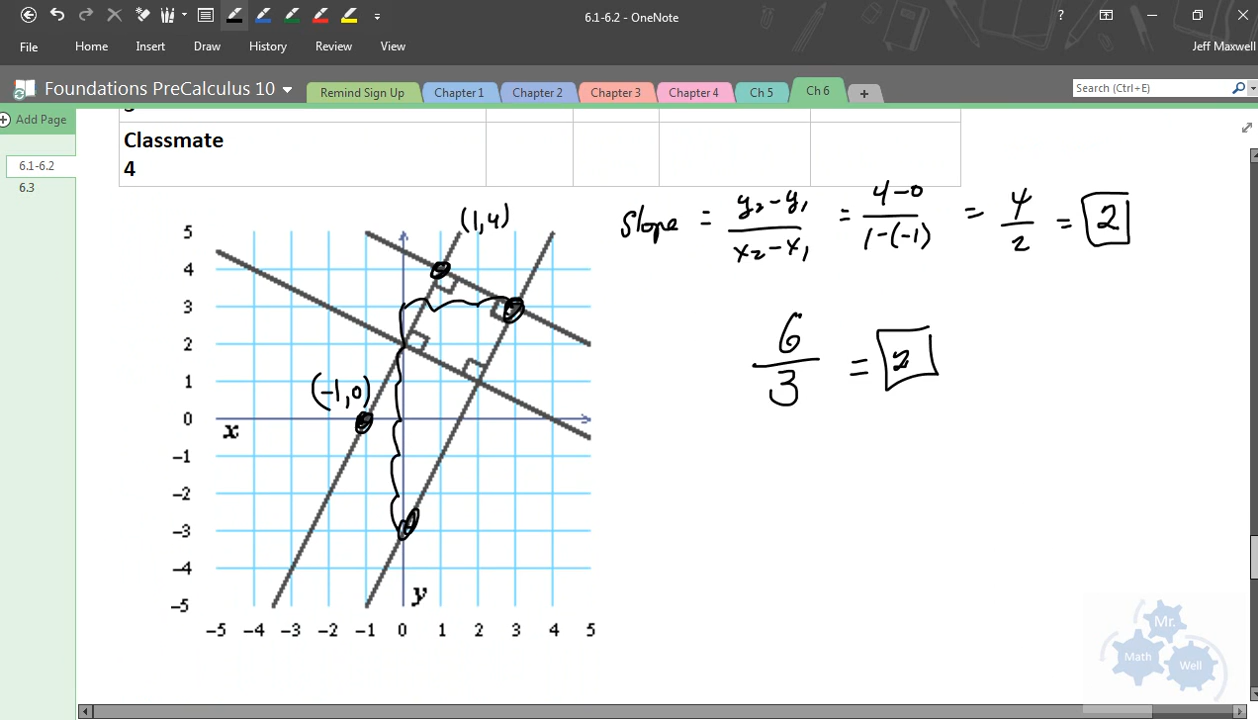 6.1-6.2 - OneNote
?
File Home Insert Draw History Review View
Jeff Maxwell
Foundations PreCalculus 10
Remind Sign Up Chapter 1 Chapter 2 Chapter 3 Chapter 4 Ch 5 Ch 6 +
Search (Ctrl+E)
Add Page
6.1-6.2
6.3
Classmate
4
Slope = y₂-y₁ / x₂-x₁ = 4-0 / 1-(-1) = 4/2 = 2
6/3 = 2
(1,4)
(-1,0)
5
4
3
2
1
0
x
-1
-2
-3
-4
y
-5
-5 -4 -3 -2 -1 0 1 2 3 4 5
Mr.
Math
Well